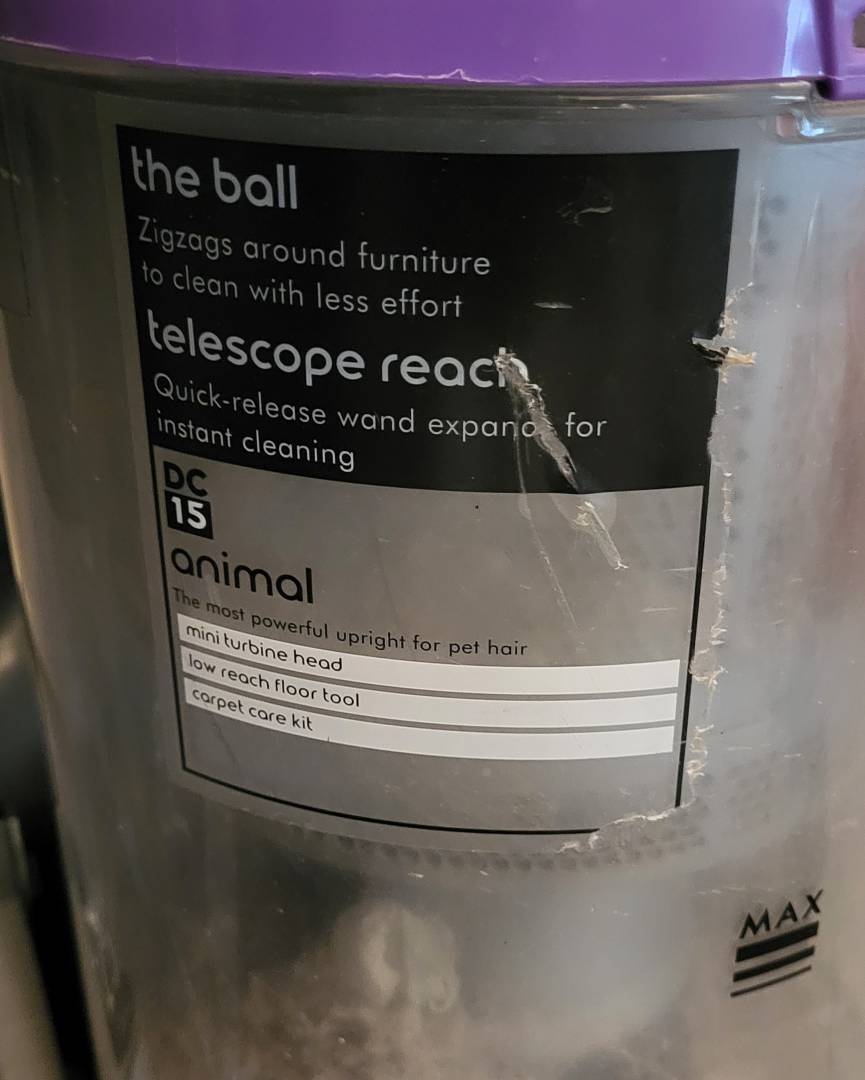 the ball
Zigzags around furniture
to clean with less effort
telescope reach
Quick-release wand expands for
instant cleaning
DC
15
animal
The most powerful upright for pet hair
mini turbine head
low reach floor tool
carpet care kit
MAX